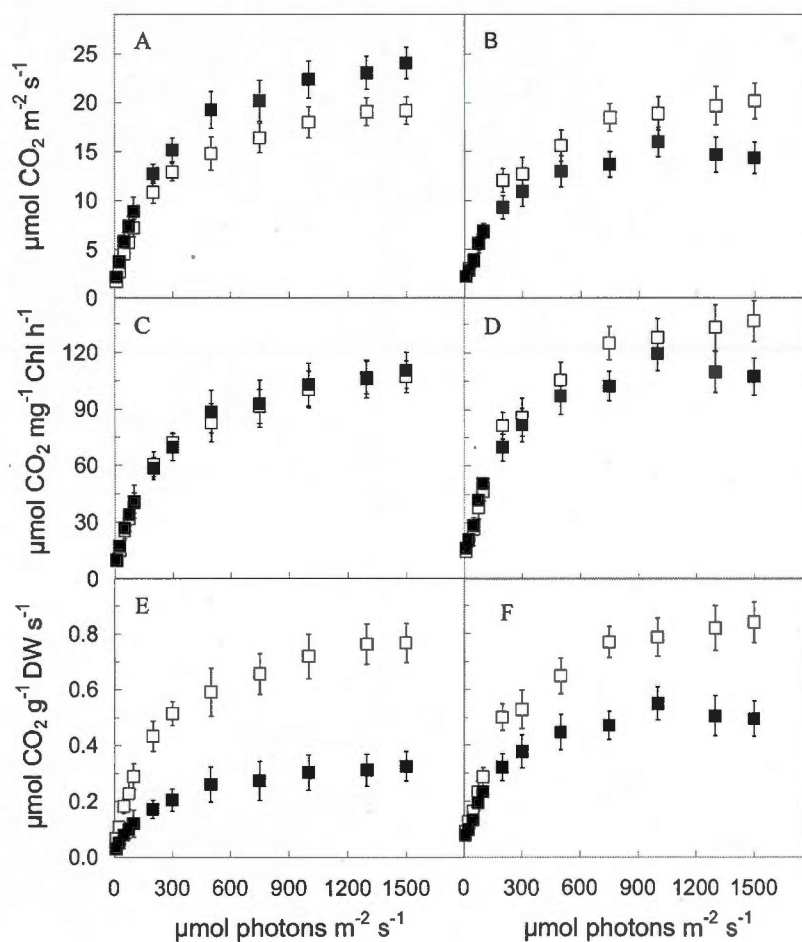 A
B
25
20
15
10
5
0
µmol CO₂ m⁻² s⁻¹
C
D
120
90
60
30
0
µmol CO₂ mg⁻¹ Chl h⁻¹
E
F
0.8
0.6
0.4
0.2
0.0
µmol CO₂ g⁻¹ DW s⁻¹
0 300 600 900 1200 1500 0 300 600 900 1200 1500
µmol photons m⁻² s⁻¹ µmol photons m⁻² s⁻¹